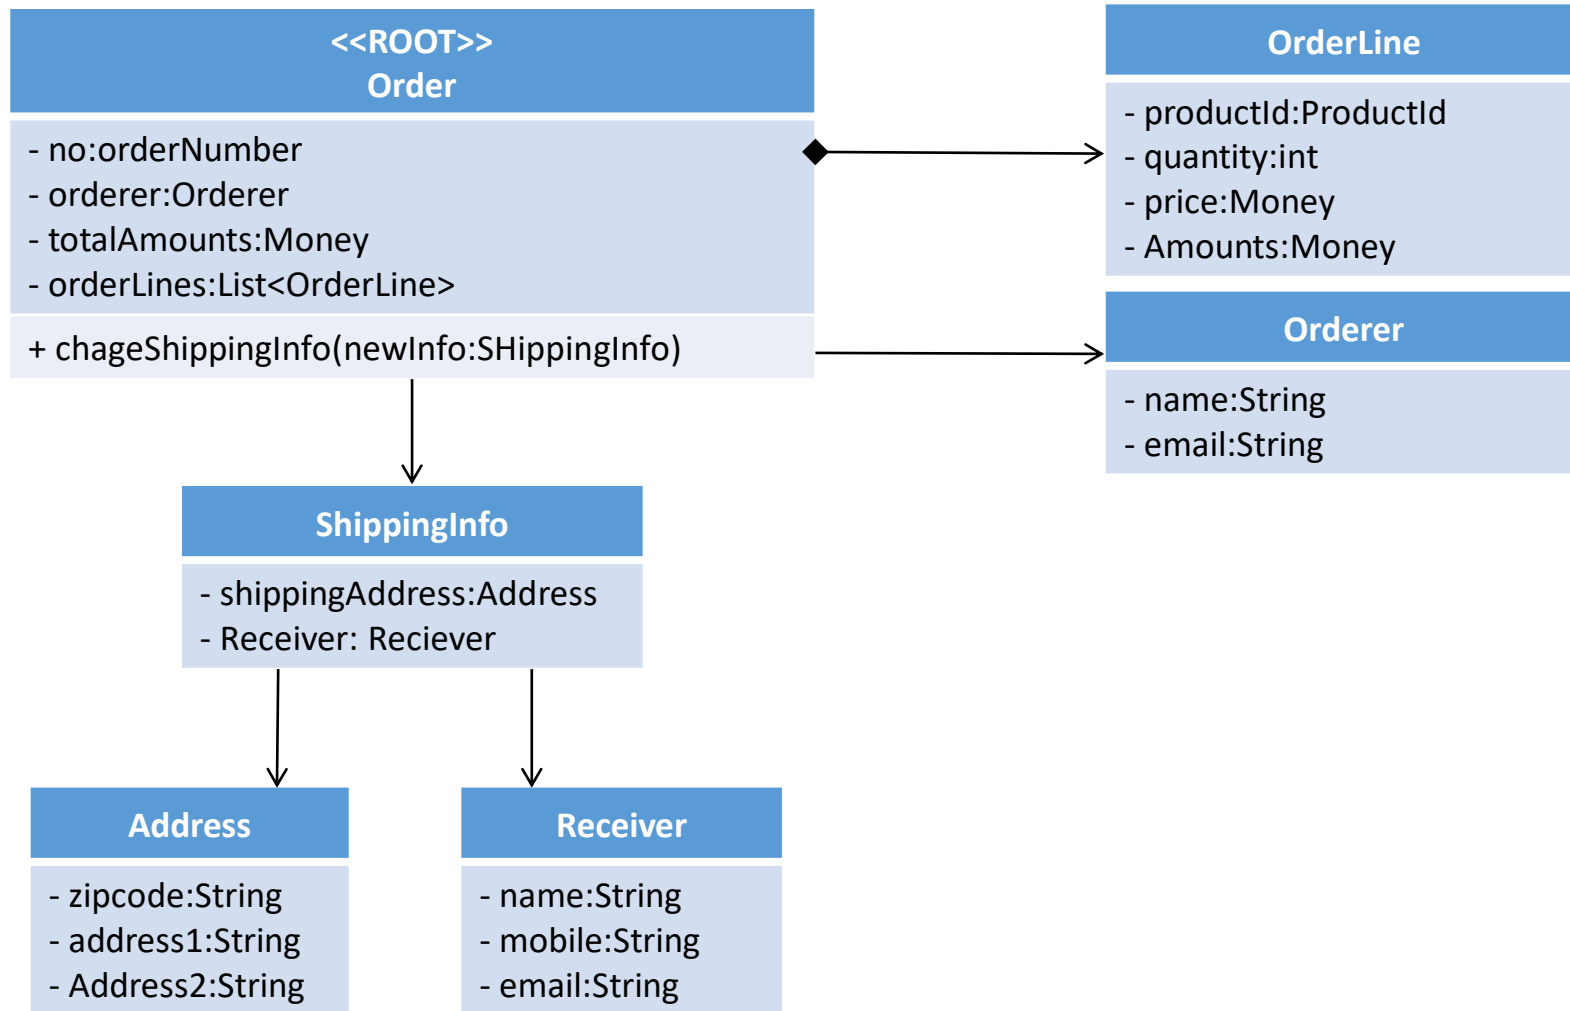 <<ROOT>>
Order
- no:orderNumber
- orderer:Orderer
- totalAmounts:Money
- orderLines:List<OrderLine>
+ chageShippingInfo(newInfo:SHippingInfo)
OrderLine
- productId:ProductId
- quantity:int
- price:Money
- Amounts:Money
Orderer
- name:String
- email:String
ShippingInfo
- shippingAddress:Address
- Receiver: Reciever
Address
- zipcode:String
- address1:String
- Address2:String
Receiver
- name:String
- mobile:String
- email:String